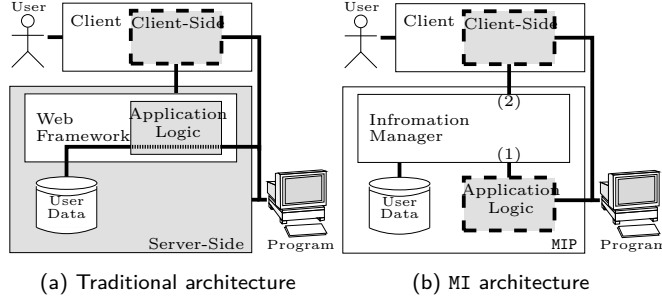 User
Client
Client-Side
Web
Framework
Application
Logic
User
Data
Server-Side
Program
(a) Traditional architecture
User
Client
Client-Side
(2)
Infromation
Manager
(1)
User
Data
Application
Logic
MIP
Program
(b) MI architecture